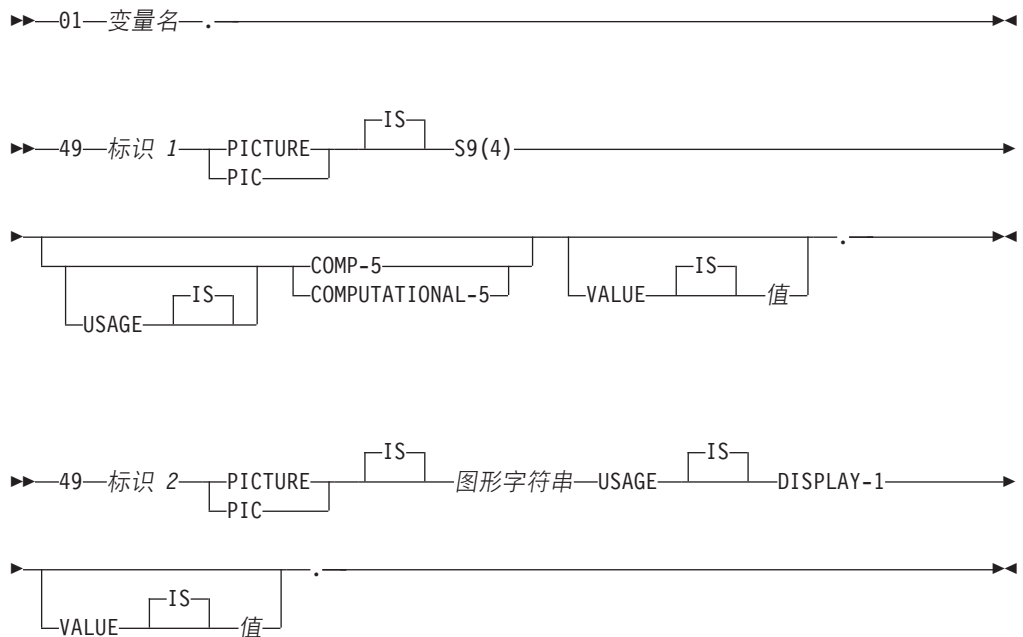 01 变量名 .
IS
49 标识 1 PICTURE S9(4)
PIC
.
COMP-5
IS IS
COMPUTATIONAL-5 VALUE 值
USAGE
IS IS
49 标识 2 PICTURE 图形字符串 USAGE DISPLAY-1
PIC
.
IS
VALUE 值